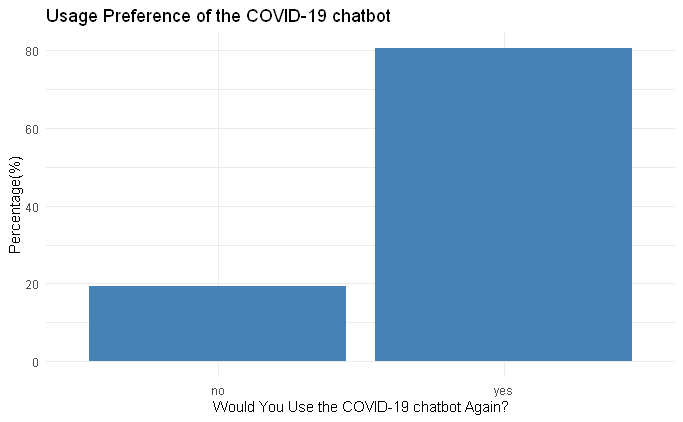 Usage Preference of the COVID-19 chatbot
Percentage(%)
80
60
40
20
0
no yes
Would You Use the COVID-19 chatbot Again?